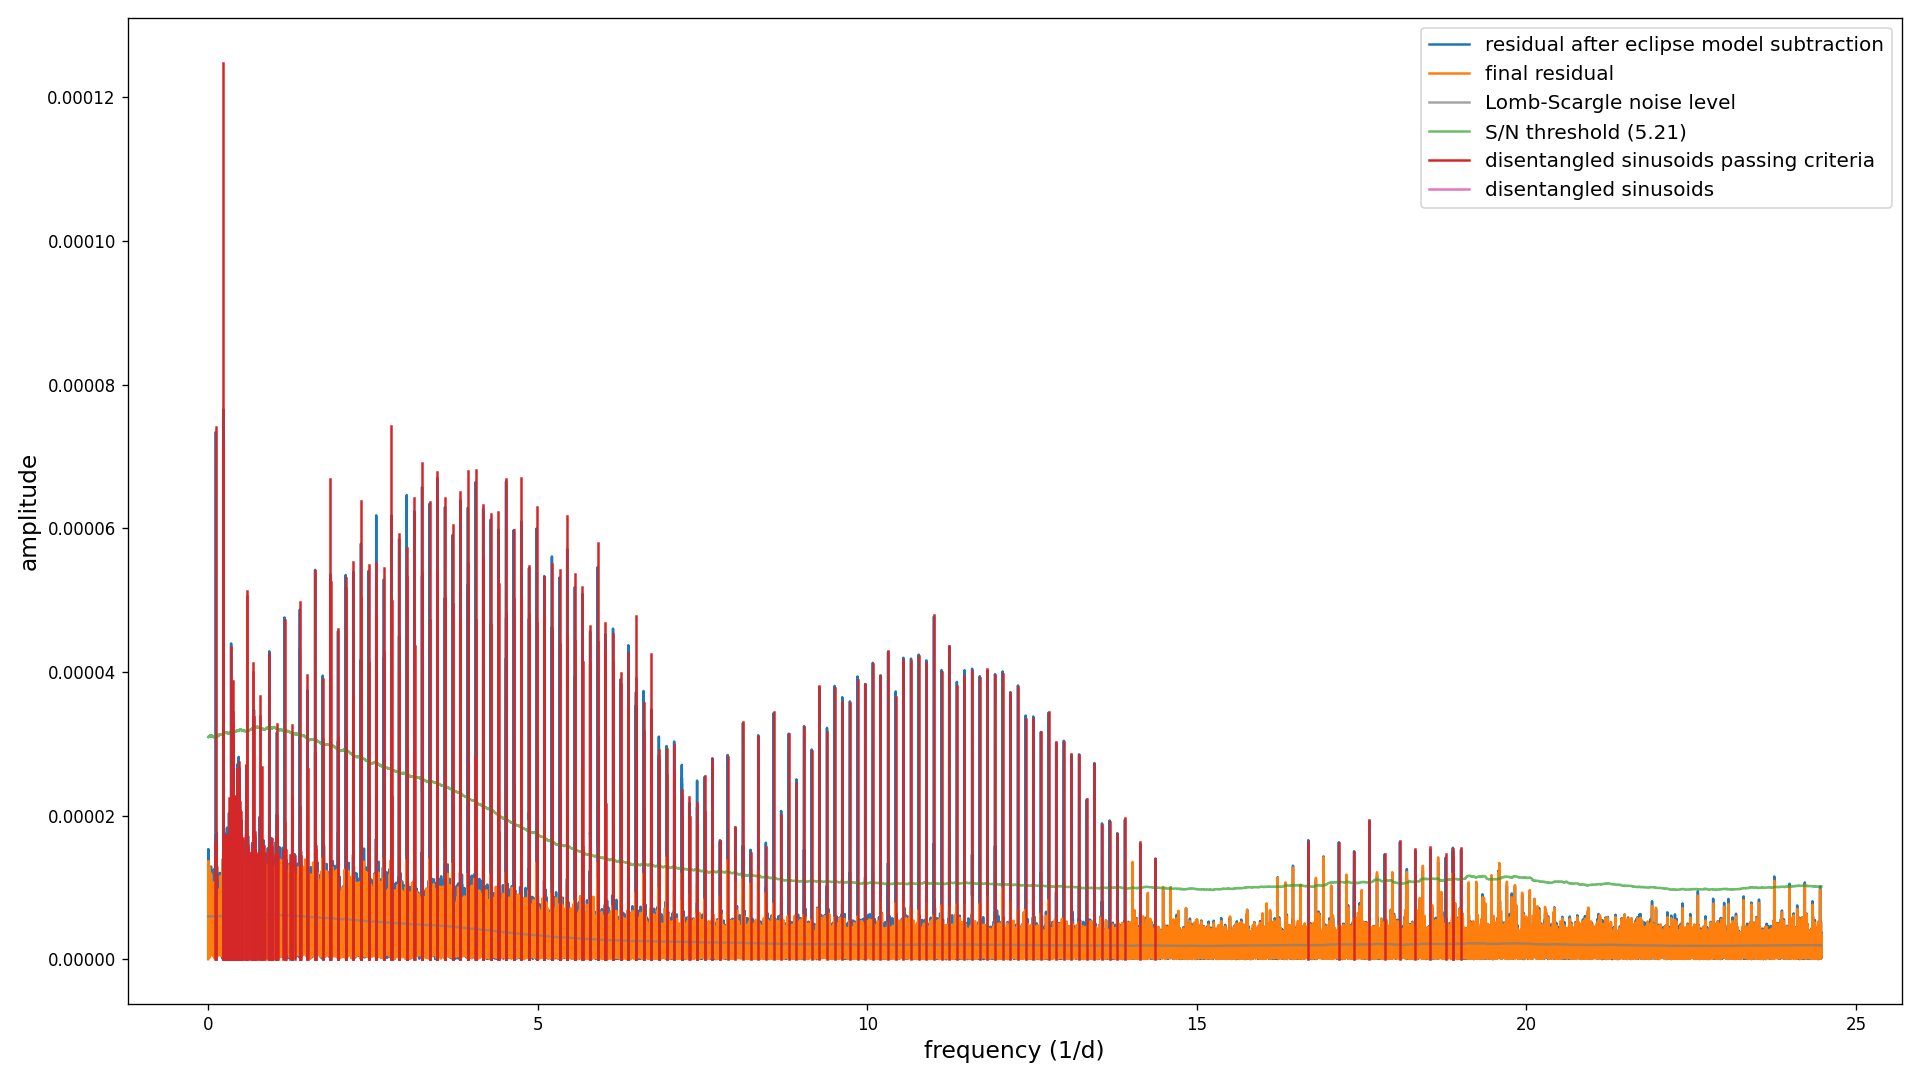 residual after eclipse model subtraction
final residual
Lomb-Scargle noise level
S/N threshold (5.21)
disentangled sinusoids passing criteria
disentangled sinusoids
0.00012
0.00010
0.00008
0.00006
0.00004
0.00002
0.00000
amplitude
0 5 10 15 20 25
frequency (1/d)